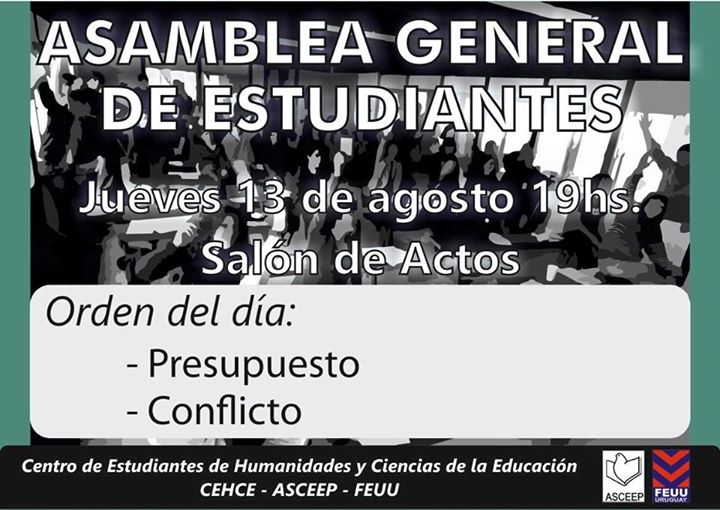 ASAMBLEA GENERAL
DE ESTUDIANTES
Jueves 13 de agosto 19hs.
Salón de Actos
Orden del día:
- Presupuesto
- Conflicto
Centro de Estudiantes de Humanidades y Ciencias de la Educación
CEHCE - ASCEEP - FEUU
ASCEEP
FEUU
URUGUAY